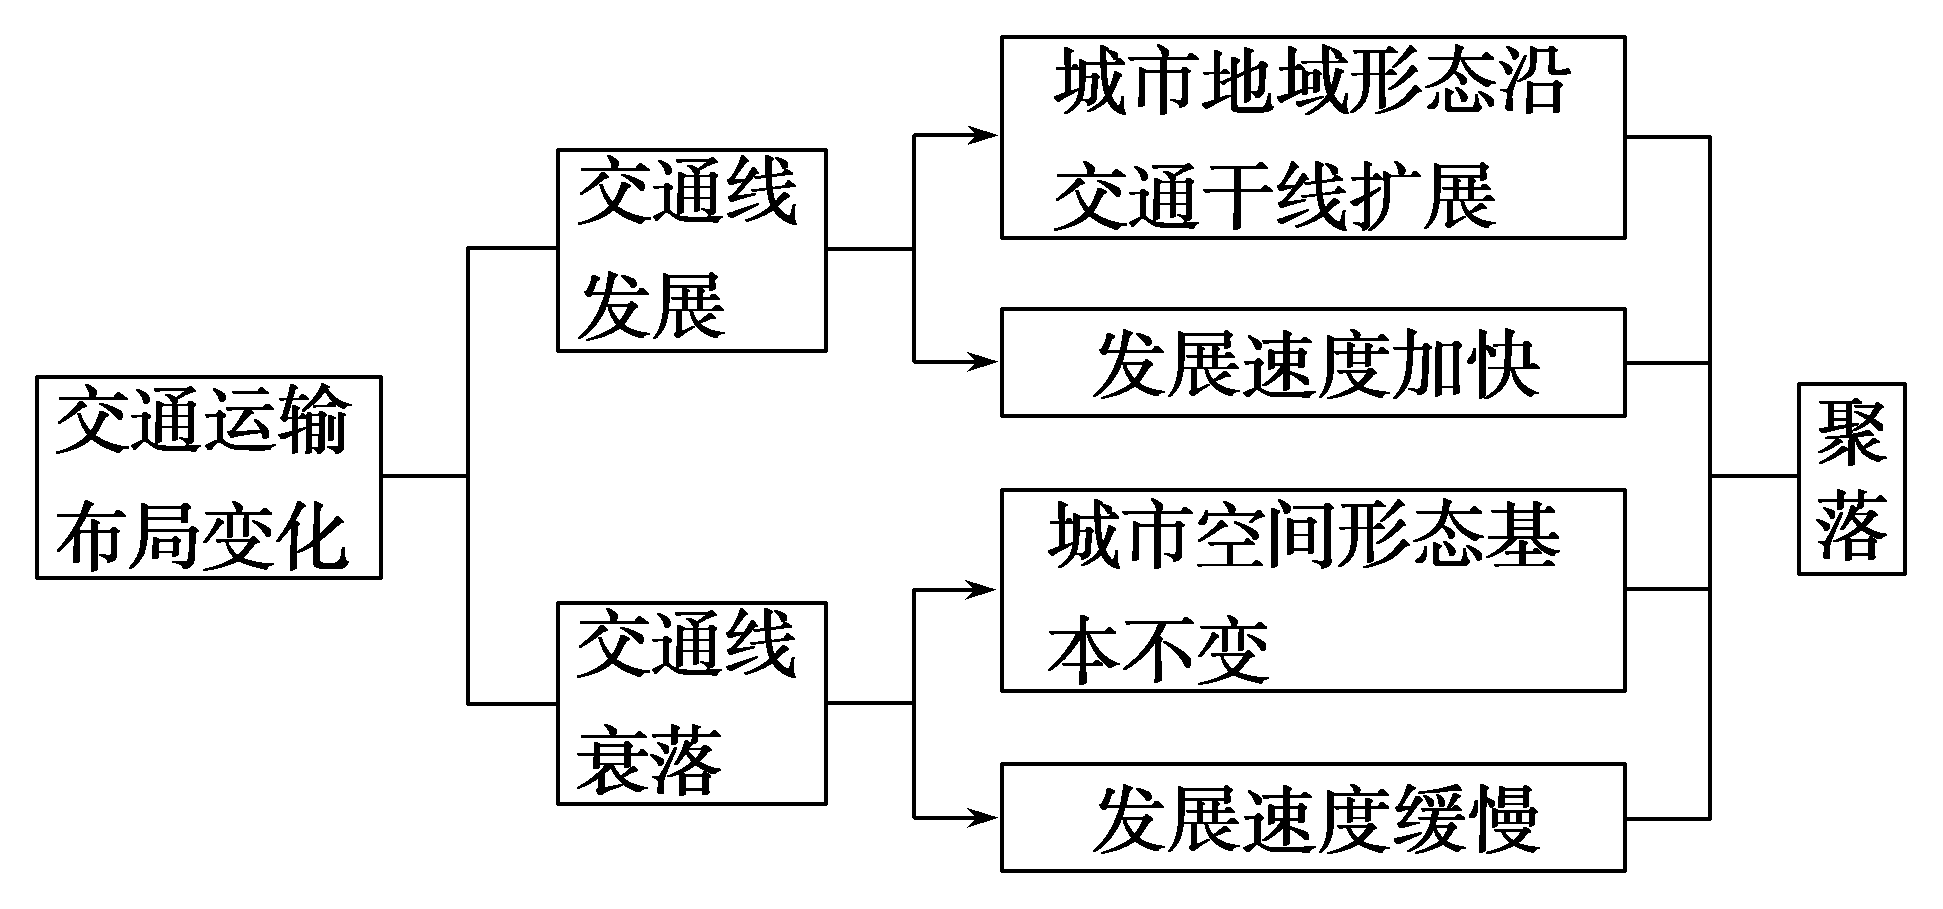 交通运输
布局变化
交通线
发展
交通线
衰落
城市地域形态沿
交通干线扩展
发展速度加快
城市空间形态基
本不变
发展速度缓慢
聚
落